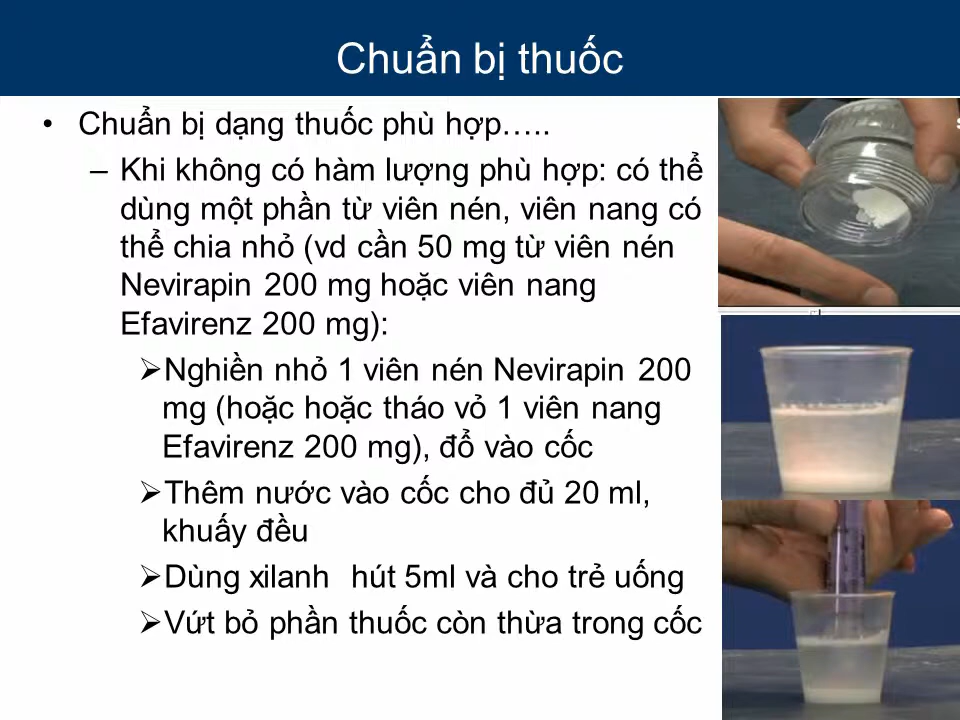 Chuẩn bị thuốc
• Chuẩn bị dạng thuốc phù hợp…..
– Khi không có hàm lượng phù hợp: có thể
dùng một phần từ viên nén, viên nang có
thể chia nhỏ (vd cần 50 mg từ viên nén
Nevirapin 200 mg hoặc viên nang
Efavirenz 200 mg):
➢Nghiền nhỏ 1 viên nén Nevirapin 200
mg (hoặc hoặc tháo vỏ 1 viên nang
Efavirenz 200 mg), đổ vào cốc
➢Thêm nước vào cốc cho đủ 20 ml,
khuấy đều
➢Dùng xilanh  hút 5ml và cho trẻ uống
➢Vứt bỏ phần thuốc còn thừa trong cốc